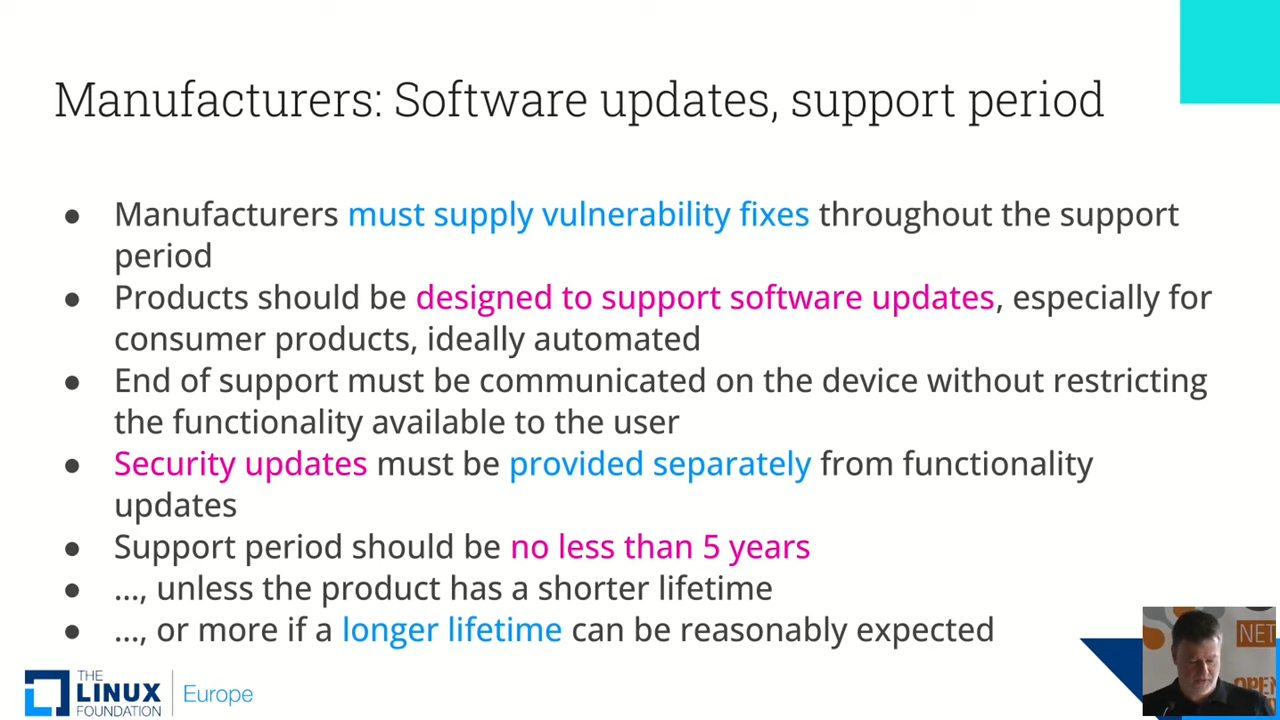 Manufacturers: Software updates, support period
● Manufacturers must supply vulnerability fixes throughout the support
period
● Products should be designed to support software updates, especially for
consumer products, ideally automated
● End of support must be communicated on the device without restricting
the functionality available to the user
● Security updates must be provided separately from functionality
updates
● Support period should be no less than 5 years
● ..., unless the product has a shorter lifetime
● ..., or more if a longer lifetime can be reasonably expected
THE
LINUX
FOUNDATION
Europe
NET
OPEN